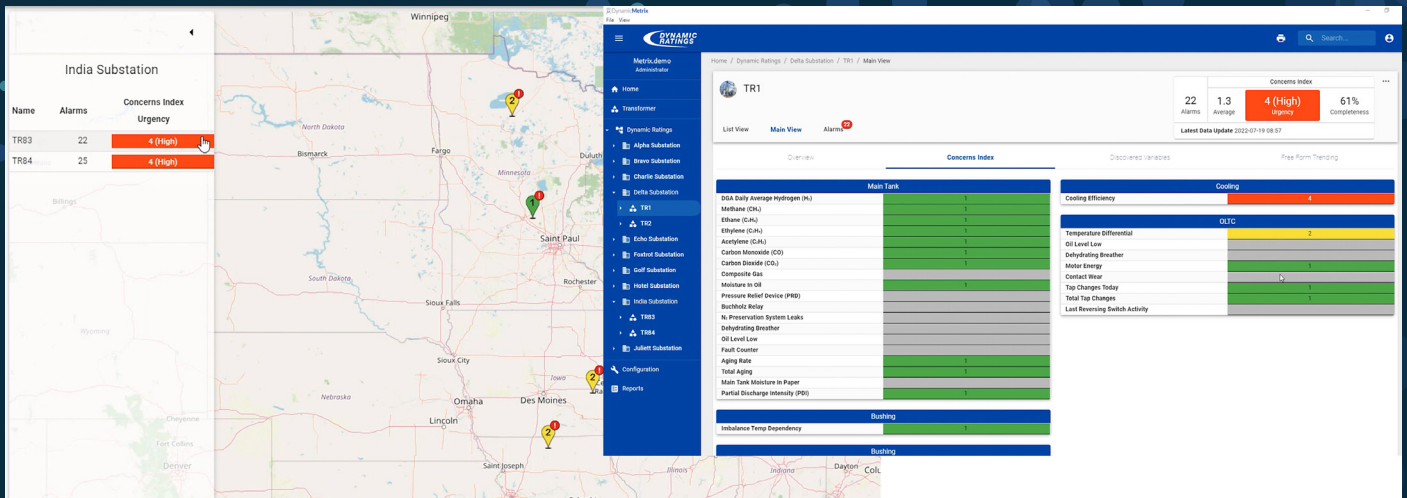 India Substation
Name Alarms Concerns Index Urgency
TR83 22 4 (High)
TR84 25 4 (High)
Winnipeg
2
!
North Dakota
Bismarck
Fargo
Duluth
Minnesota
Billings
1
!
Saint Paul
South Dakota
Rochester
Sioux Falls
Wyoming
Sioux City
Iowa
2
!
Nebraska
Omaha
Des Moines
Cheyenne
Lincoln
2
!
Fort Collins
Denver
Saint Joseph
Illinois
Indiana
Dayton
DynamicMetrix
File View
DYNAMIC
RATINGS
Search...
Metrix.demo
Administrator
Home
Transformer
Dynamic Ratings
Alpha Substation
Bravo Substation
Charlie Substation
Delta Substation
TR1
TR2
Echo Substation
Foxtrot Substation
Golf Substation
Hotel Substation
India Substation
TR83
TR84
Juliett Substation
Configuration
Reports
Home / Dynamic Ratings / Delta Substation / TR1 / Main View
TR1
List View Main View Alarms 22
Concerns Index
22 1.3 4 (High) 61%
Alarms Average Urgency Completeness
Latest Data Update 2022-07-19 08:57
Overview Concerns Index Discovered Variables Free Form Trending
Main Tank
DGA Daily Average Hydrogen (H₂) 1
Methane (CH₄) 1
Ethane (C₂H₆) 1
Ethylene (C₂H₄) 1
Acetylene (C₂H₂) 1
Carbon Monoxide (CO) 1
Carbon Dioxide (CO₂) 1
Composite Gas
Moisture In Oil 1
Pressure Relief Device (PRD)
Buchholz Relay
N₂ Preservation System Leaks
Dehydrating Breather
Oil Level Low
Fault Counter
Aging Rate 1
Total Aging 1
Main Tank Moisture In Paper
Partial Discharge Intensity (PDI) 1
Bushing
Imbalance Temp Dependency 1
Bushing
Cooling
Cooling Efficiency 4
OLTC
Temperature Differential 2
Oil Level Low
Dehydrating Breather
Motor Energy 1
Contact Wear
Tap Changes Today 1
Total Tap Changes 1
Last Reversing Switch Activity